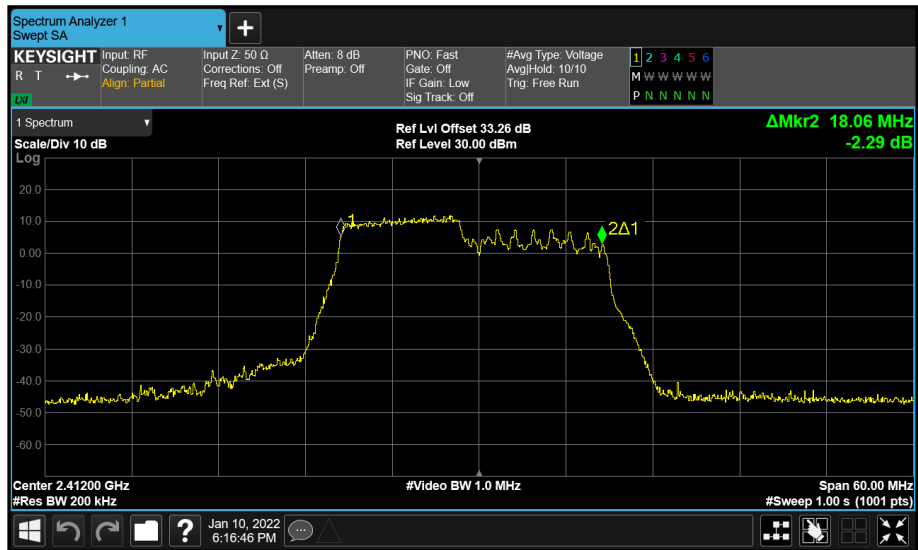 Spectrum Analyzer 1
Swept SA
KEYSIGHT
R T
LXI
Input: RF
Coupling: AC
Align: Partial
Input Z: 50 Ω
Corrections: Off
Freq Ref: Ext (S)
Atten: 8 dB
Preamp: Off
PNO: Fast
Gate: Off
IF Gain: Low
Sig Track: Off
#Avg Type: Voltage
Avg|Hold: 10/10
Trig: Free Run
1 2 3 4 5 6
M W W W W W
P N N N N N
1 Spectrum
Scale/Div 10 dB
Ref Lvl Offset 33.26 dB
Ref Level 30.00 dBm
ΔMkr2 18.06 MHz
-2.29 dB
Log
20.0
10.0
0.00
-10.0
-20.0
-30.0
-40.0
-50.0
-60.0
1
2Δ1
Center 2.41200 GHz
#Res BW 200 kHz
#Video BW 1.0 MHz
Span 60.00 MHz
#Sweep 1.00 s (1001 pts)
?
Jan 10, 2022
6:16:46 PM